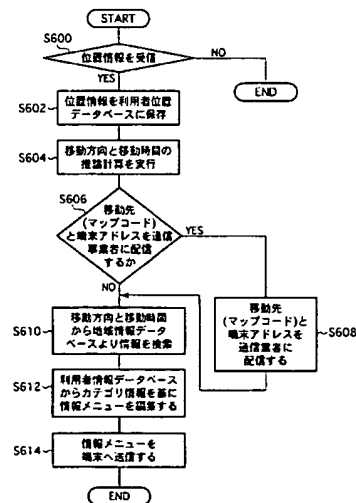 START
S600
位置情報を受信
NO
YES
END
S602
位置情報を利用者位置
データベースに保存
S604
移動方向と移動時間の
推論計算を実行
S606
移動先
(マップコード)
と端末アドレスを通信
事業者に配信
するか
YES
NO
移動先
(マップコード)と
端末アドレスを
通信業者に
配信する
S608
S610
移動方向と移動時間
から地域情報データ
ベースより情報を検索
S612
利用者情報データベース
からカテゴリ情報を基に
情報メニューを編纂する
S614
情報メニューを
端末へ送信する
END